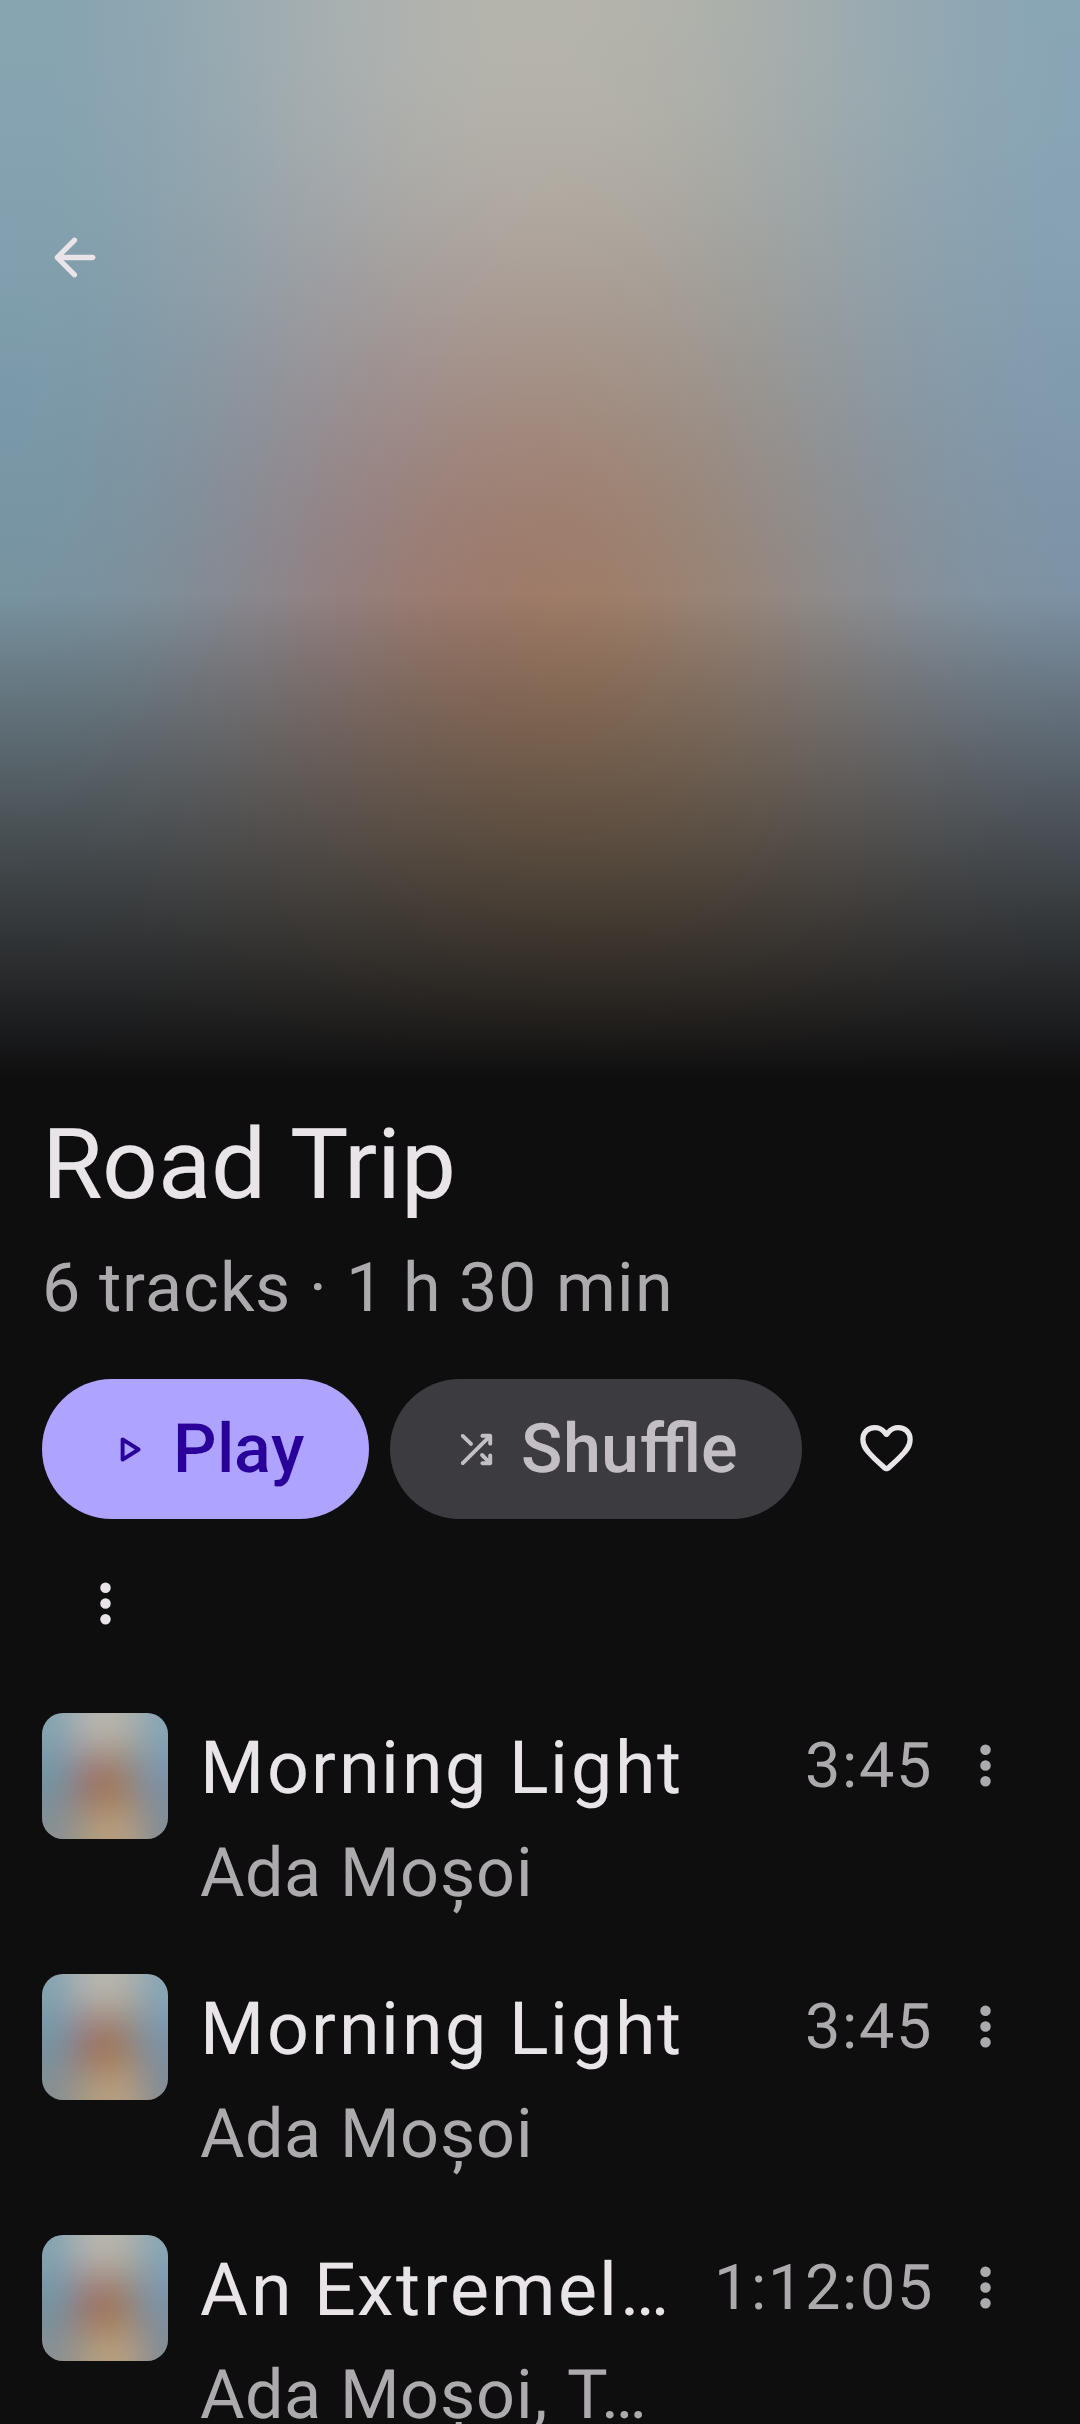 Road Trip
6 tracks · 1 h 30 min
Play
Shuffle
Morning Light
3:45
Ada Moșoi
Morning Light
3:45
Ada Moșoi
An Extremel…
1:12:05
Ada Moșoi, T…